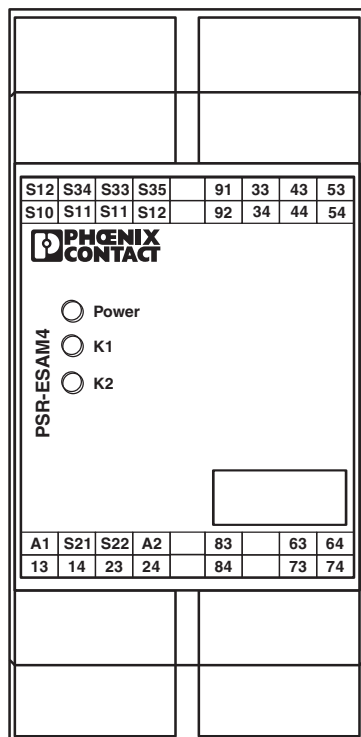 S12 S34 S33 S35 91 33 43 53
S10 S11 S11 S12 92 34 44 54
PHŒNIX
CONTACT
Power
K1
K2
PSR-ESAM4
A1 S21 S22 A2 83 63 64
13 14 23 24 84 73 74